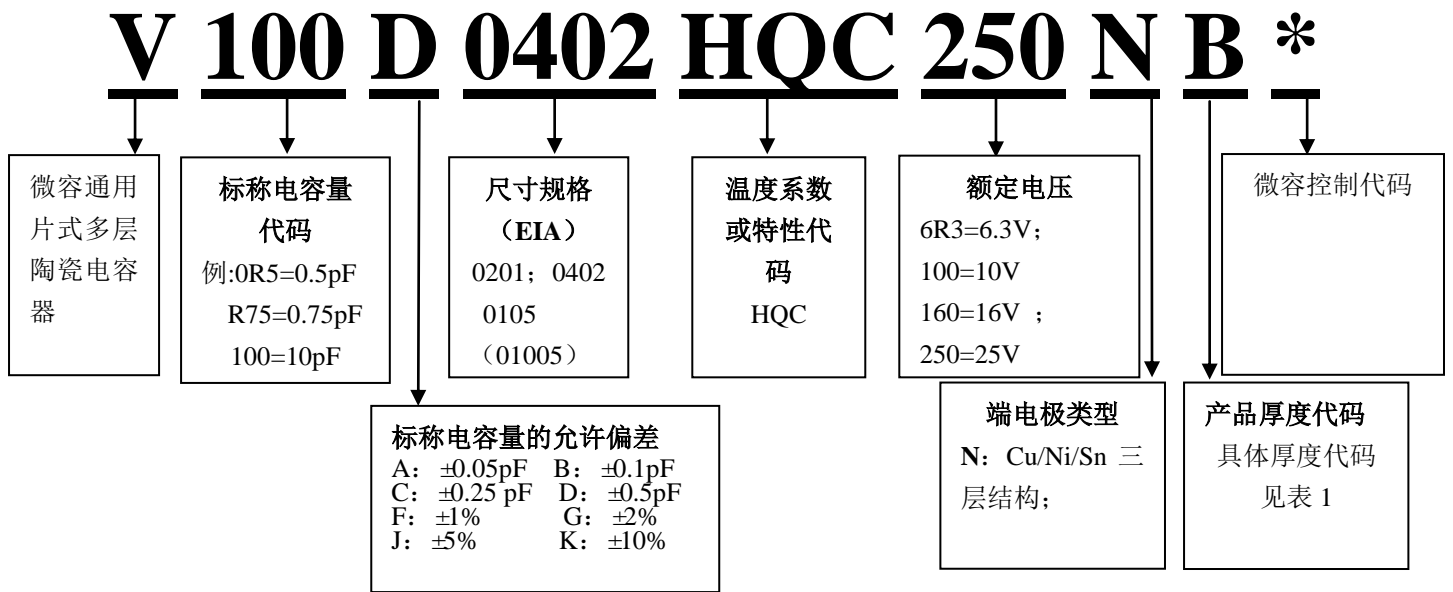 V 100 D 0402 HQC 250 N B *
微容通用
片式多层
陶瓷电容
器
标称电容量
代码
例:0R5=0.5pF
R75=0.75pF
100=10pF
尺寸规格
（EIA）
0201；0402
0105
（01005）
温度系数
或特性代
码
HQC
额定电压
6R3=6.3V；
100=10V
160=16V ；
250=25V
微容控制代码
标称电容量的允许偏差
A： ±0.05pF B： ±0.1pF
C： ±0.25 pF D： ±0.5pF
F： ±1% G： ±2%
J： ±5% K： ±10%
端电极类型
N：Cu/Ni/Sn 三
层结构；
产品厚度代码
具体厚度代码
见表 1